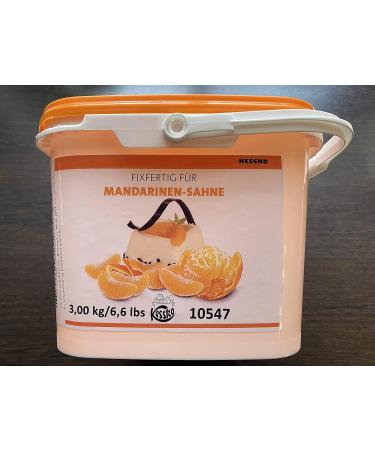 KESSKO
FIXFERTIG FÜR
MANDARINEN-SAHNE
3,00 kg/6,6 lbs Kessko 10547